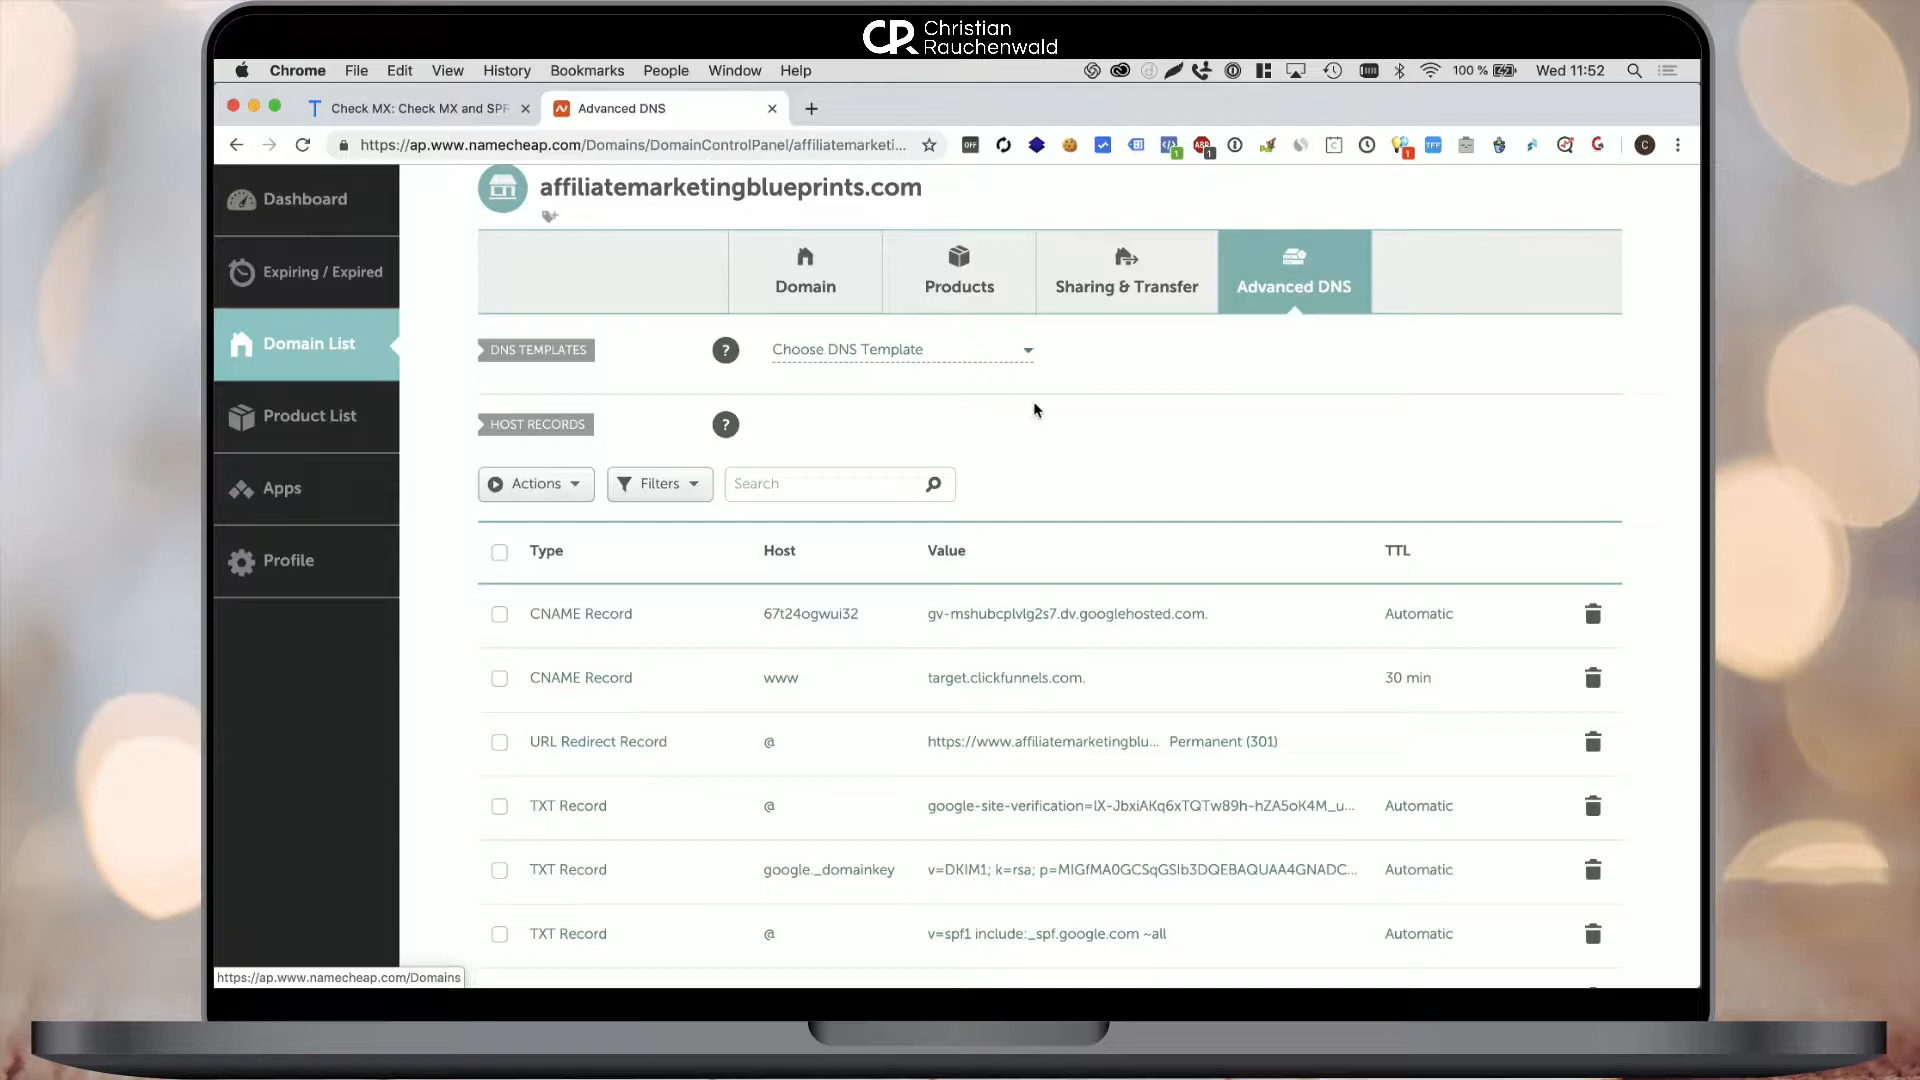 Christian
Rauchenwald
Chrome File Edit View History Bookmarks People Window Help 100 % Wed 11:52
Check MX: Check MX and SPF Advanced DNS
https://ap.www.namecheap.com/Domains/DomainControlPanel/affiliatemarketi...
affiliatemarketingblueprints.com
Dashboard
Expiring / Expired
Domain List
Product List
Apps
Profile
Domain Products Sharing & Transfer Advanced DNS
DNS TEMPLATES ? Choose DNS Template
HOST RECORDS ?
Actions Filters Search
Type Host Value TTL
CNAME Record 67t24ogwui32 gv-mshubcplvlg2s7.dv.googlehosted.com. Automatic
CNAME Record www target.clickfunnels.com. 30 min
URL Redirect Record @ https://www.affiliatemarketingblu... Permanent (301)
TXT Record @ google-site-verification=lX-JbxiAKq6xTQTw89h-hZA5oK4M_u... Automatic
TXT Record google._domainkey v=DKIM1; k=rsa; p=MIGfMA0GCSqGSIb3DQEBAQUAA4GNADC... Automatic
TXT Record @ v=spf1 include:_spf.google.com ~all Automatic
https://ap.www.namecheap.com/Domains